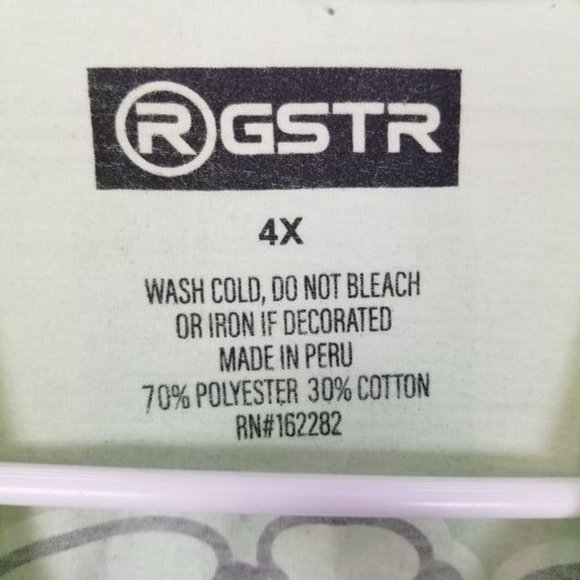 RGSTR
4X
WASH COLD, DO NOT BLEACH
OR IRON IF DECORATED
MADE IN PERU
70% POLYESTER 30% COTTON
RN#162282